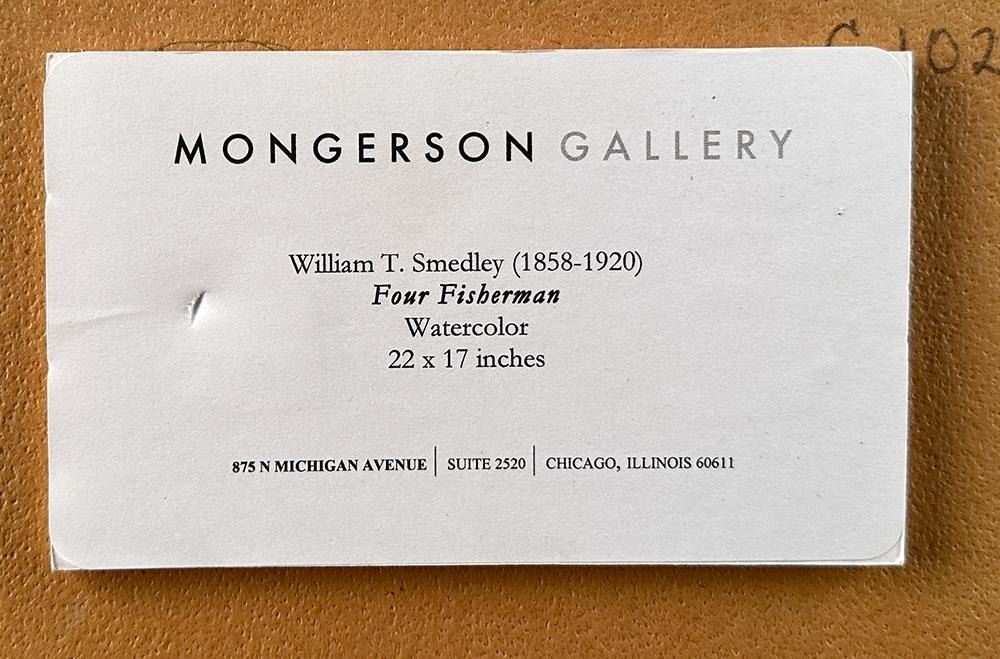 C 102
MONGERSON GALLERY
William T. Smedley (1858-1920)
Four Fisherman
Watercolor
22 x 17 inches
875 N MICHIGAN AVENUE | SUITE 2520 | CHICAGO, ILLINOIS 60611